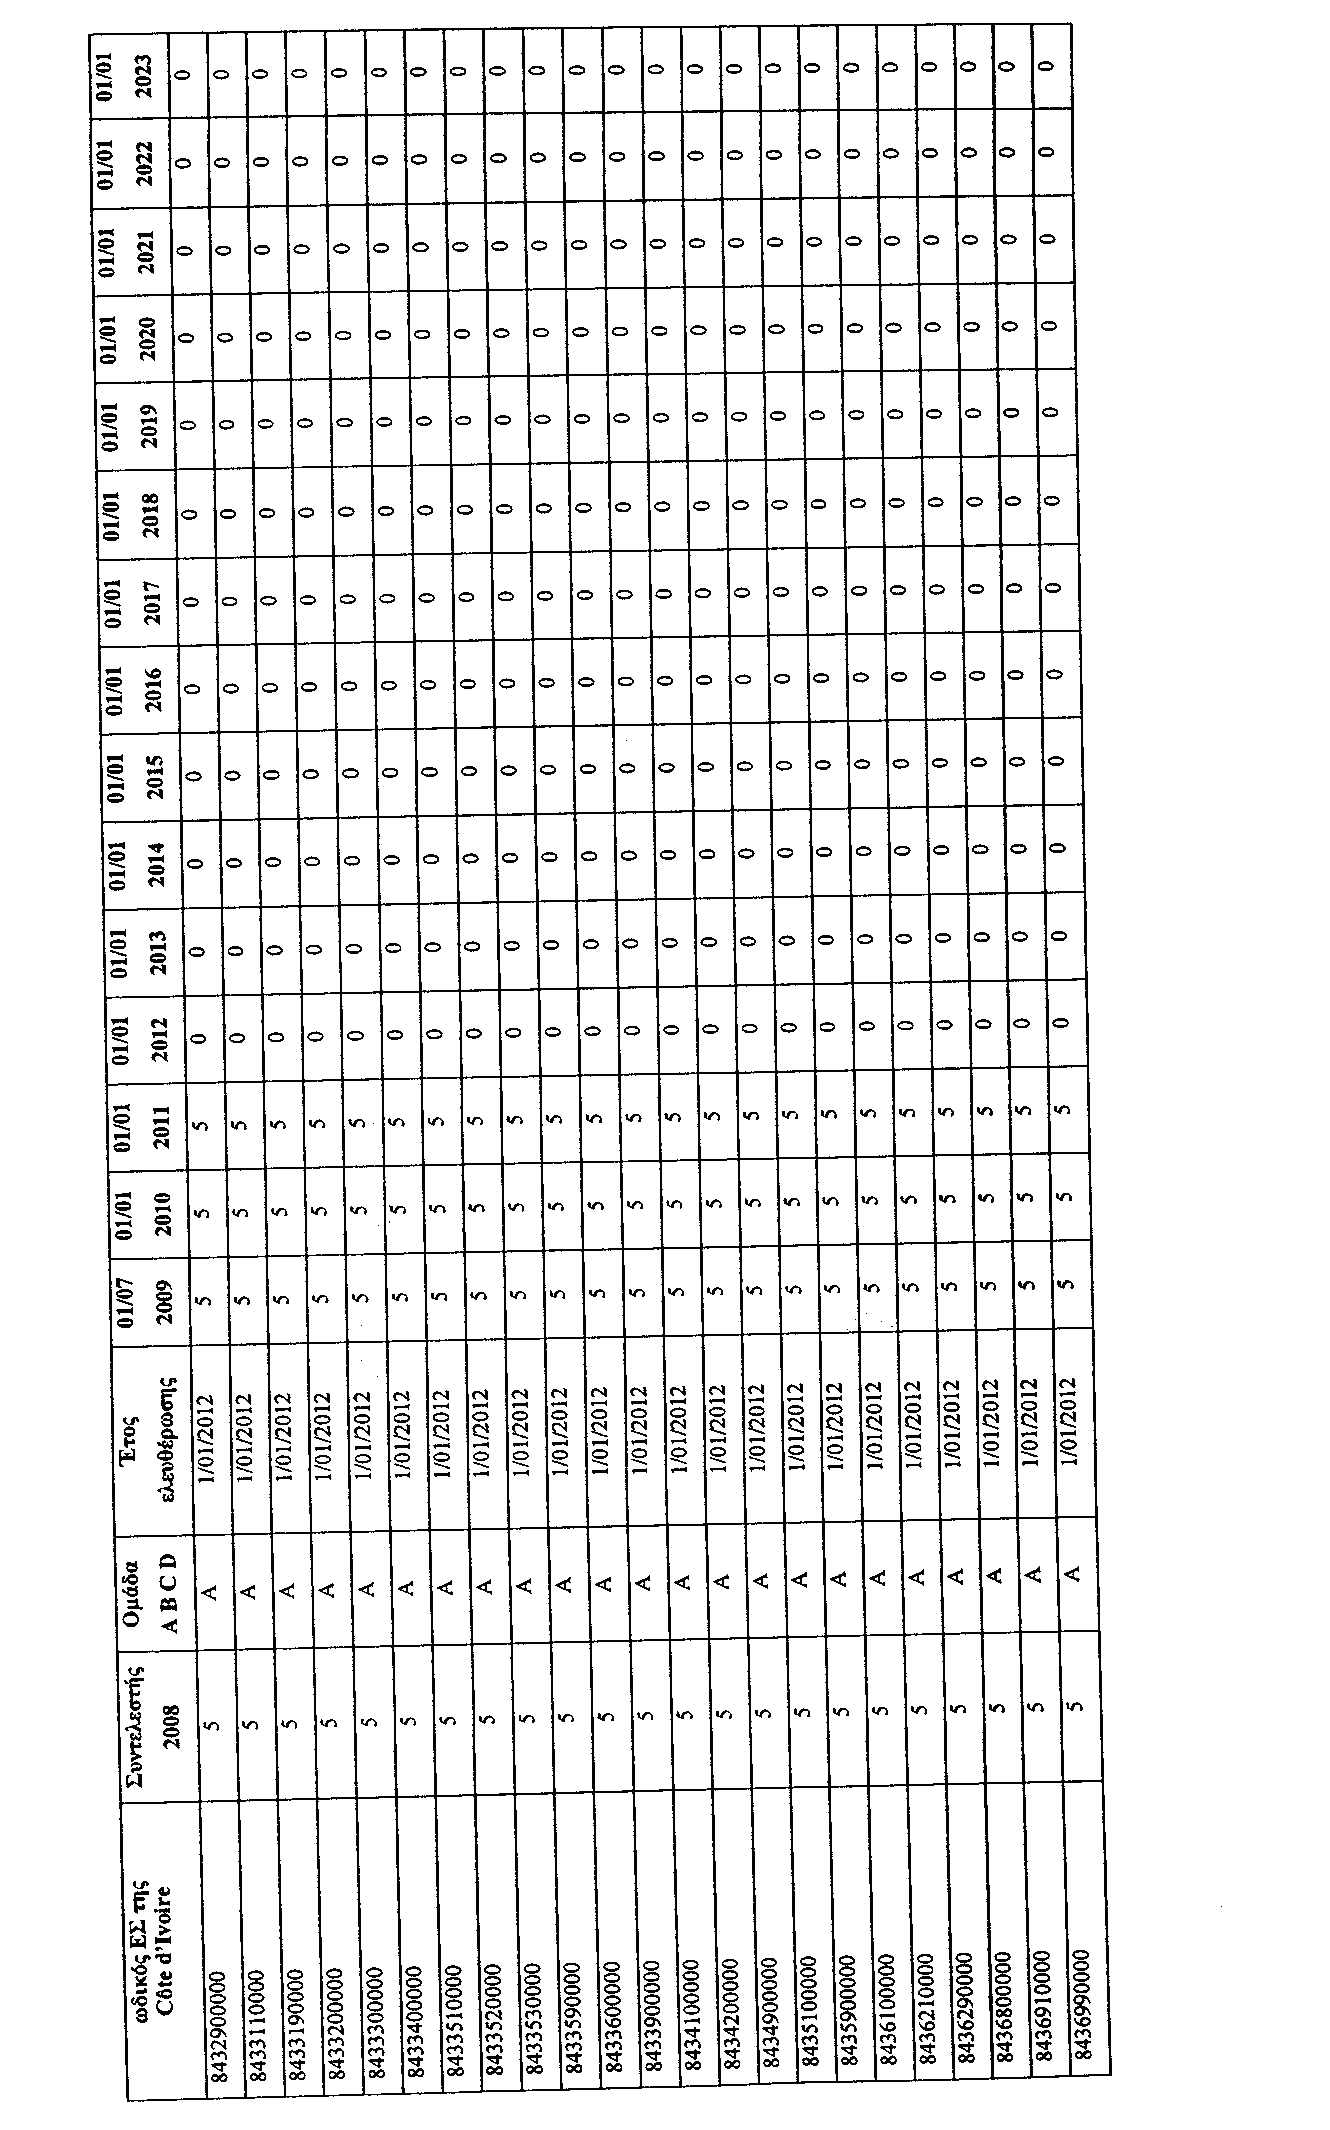 ωδικός ΕΣ της Côte d'Ivoire Συντελεστής 2008 Ομάδα A B C D Έτος ελευθέρωσης 01/07 2009 01/01 2010 01/01 2011 01/01 2012 01/01 2013 01/01 2014 01/01 2015 01/01 2016 01/01 2017 01/01 2018 01/01 2019 01/01 2020 01/01 2021 01/01 2022 01/01 2023
8432900000 5 A 1/01/2012 5 5 5 0 0 0 0 0 0 0 0 0 0 0 0
8433110000 5 A 1/01/2012 5 5 5 0 0 0 0 0 0 0 0 0 0 0 0
8433190000 5 A 1/01/2012 5 5 5 0 0 0 0 0 0 0 0 0 0 0 0
8433200000 5 A 1/01/2012 5 5 5 0 0 0 0 0 0 0 0 0 0 0 0
8433300000 5 A 1/01/2012 5 5 5 0 0 0 0 0 0 0 0 0 0 0 0
8433400000 5 A 1/01/2012 5 5 5 0 0 0 0 0 0 0 0 0 0 0 0
8433510000 5 A 1/01/2012 5 5 5 0 0 0 0 0 0 0 0 0 0 0 0
8433520000 5 A 1/01/2012 5 5 5 0 0 0 0 0 0 0 0 0 0 0 0
8433530000 5 A 1/01/2012 5 5 5 0 0 0 0 0 0 0 0 0 0 0 0
8433590000 5 A 1/01/2012 5 5 5 0 0 0 0 0 0 0 0 0 0 0 0
8433600000 5 A 1/01/2012 5 5 5 0 0 0 0 0 0 0 0 0 0 0 0
8433900000 5 A 1/01/2012 5 5 5 0 0 0 0 0 0 0 0 0 0 0 0
8434100000 5 A 1/01/2012 5 5 5 0 0 0 0 0 0 0 0 0 0 0 0
8434200000 5 A 1/01/2012 5 5 5 0 0 0 0 0 0 0 0 0 0 0 0
8434900000 5 A 1/01/2012 5 5 5 0 0 0 0 0 0 0 0 0 0 0 0
8435100000 5 A 1/01/2012 5 5 5 0 0 0 0 0 0 0 0 0 0 0 0
8435900000 5 A 1/01/2012 5 5 5 0 0 0 0 0 0 0 0 0 0 0 0
8436100000 5 A 1/01/2012 5 5 5 0 0 0 0 0 0 0 0 0 0 0 0
8436210000 5 A 1/01/2012 5 5 5 0 0 0 0 0 0 0 0 0 0 0 0
8436290000 5 A 1/01/2012 5 5 5 0 0 0 0 0 0 0 0 0 0 0 0
8436800000 5 A 1/01/2012 5 5 5 0 0 0 0 0 0 0 0 0 0 0 0
8436910000 5 A 1/01/2012 5 5 5 0 0 0 0 0 0 0 0 0 0 0 0
8436990000 5 A 1/01/2012 5 5 5 0 0 0 0 0 0 0 0 0 0 0 0